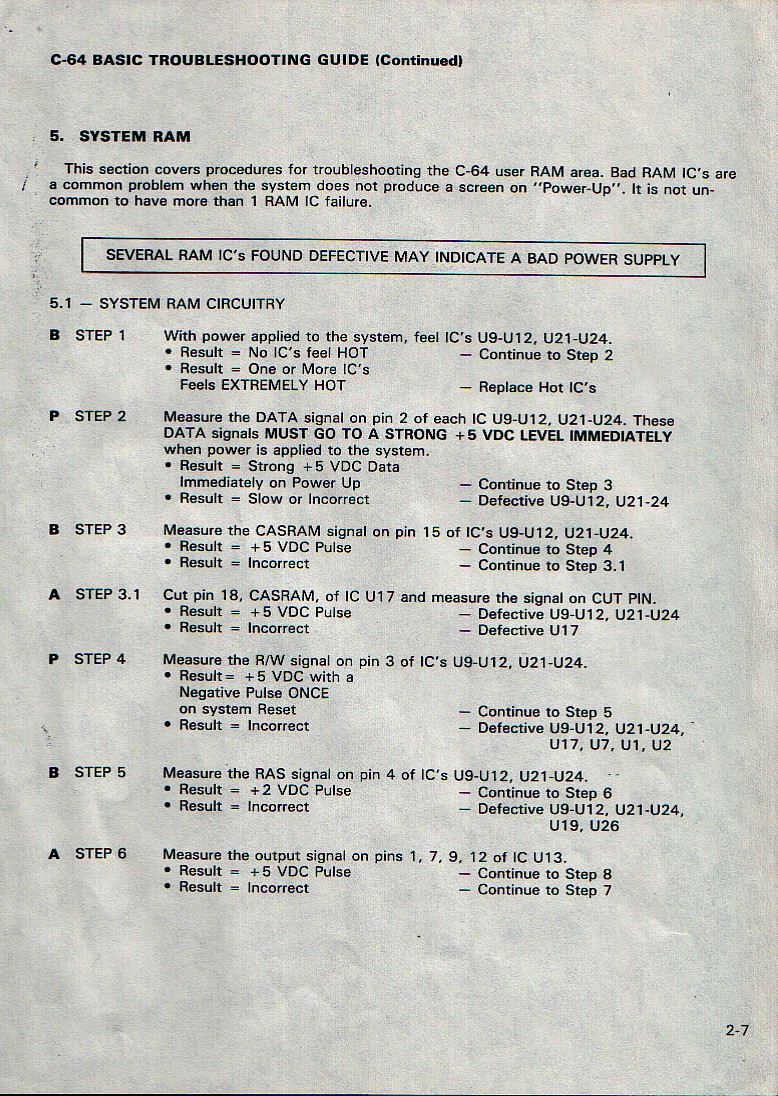 C-64 BASIC TROUBLESHOOTING GUIDE (Continued)
5. SYSTEM RAM
This section covers procedures for troubleshooting the C-64 user RAM area. Bad RAM IC's are
a common problem when the system does not produce a screen on "Power-Up". It is not un-
common to have more than 1 RAM IC failure.
SEVERAL RAM IC's FOUND DEFECTIVE MAY INDICATE A BAD POWER SUPPLY
5.1 — SYSTEM RAM CIRCUITRY
B STEP 1 With power applied to the system, feel IC's U9-U12, U21-U24.
• Result = No IC's feel HOT — Continue to Step 2
• Result = One or More IC's
Feels EXTREMELY HOT — Replace Hot IC's
P STEP 2 Measure the DATA signal on pin 2 of each IC U9-U12, U21-U24. These
DATA signals MUST GO TO A STRONG +5 VDC LEVEL IMMEDIATELY
when power is applied to the system.
• Result = Strong +5 VDC Data
Immediately on Power Up — Continue to Step 3
• Result = Slow or Incorrect — Defective U9-U12, U21-24
B STEP 3 Measure the CASRAM signal on pin 15 of IC's U9-U12, U21-U24.
• Result = +5 VDC Pulse — Continue to Step 4
• Result = Incorrect — Continue to Step 3.1
A STEP 3.1 Cut pin 18, CASRAM, of IC U17 and measure the signal on CUT PIN.
• Result = +5 VDC Pulse — Defective U9-U12, U21-U24
• Result = Incorrect — Defective U17
P STEP 4 Measure the R/W signal on pin 3 of IC's U9-U12, U21-U24.
• Result= +5 VDC with a
Negative Pulse ONCE
on system Reset — Continue to Step 5
• Result = Incorrect — Defective U9-U12, U21-U24,
U17, U7, U1, U2
B STEP 5 Measure the RAS signal on pin 4 of IC's U9-U12, U21-U24.
• Result = +2 VDC Pulse — Continue to Step 6
• Result = Incorrect — Defective U9-U12, U21-U24,
U19, U26
A STEP 6 Measure the output signal on pins 1, 7, 9, 12 of IC U13.
• Result = +5 VDC Pulse — Continue to Step 8
• Result = Incorrect — Continue to Step 7
2-7